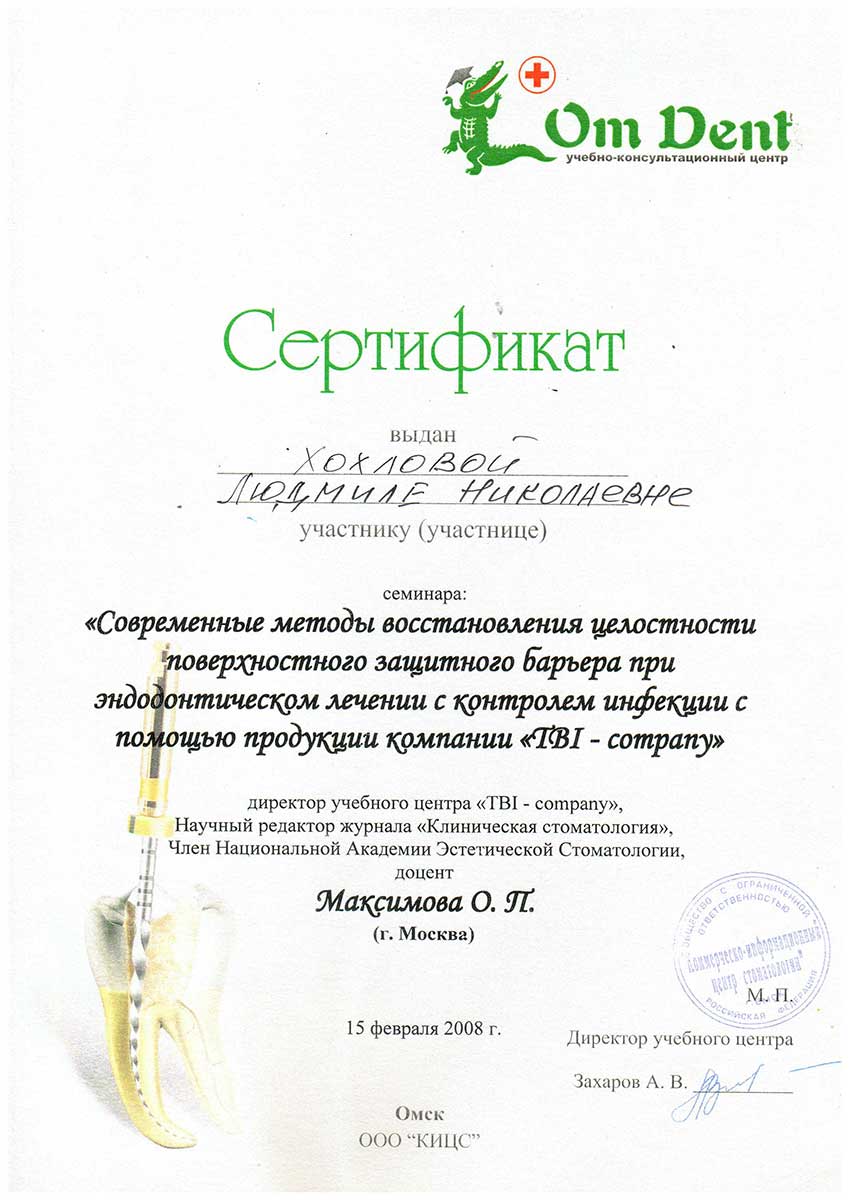 Om Dent
учебно-консультационный центр
Сертификат
выдан
ХОХЛОВОЙ
ЛЮДМИЛЕ НИКОЛАЕВНЕ
участнику (участнице)
семинара:
«Современные методы восстановления целостности
поверхностного защитного барьера при
эндодонтическом лечении с контролем инфекции с
помощью продукции компании «TBI - company»
директор учебного центра «TBI - company»,
Научный редактор журнала «Клиническая стоматология»,
Член Национальной Академии Эстетической Стоматологии,
доцент
Максимова О. П.
(г. Москва)
ОБЩЕСТВО С ОГРАНИЧЕННОЙ
ОТВЕТСТВЕННОСТЬЮ
Коммерческо-информационный
центр стоматологии"
РОССИЙСКАЯ ФЕДЕРАЦИЯ
М. П.
15 февраля 2008 г.
Директор учебного центра
Захаров А. В.
Омск
ООО “КИЦС”